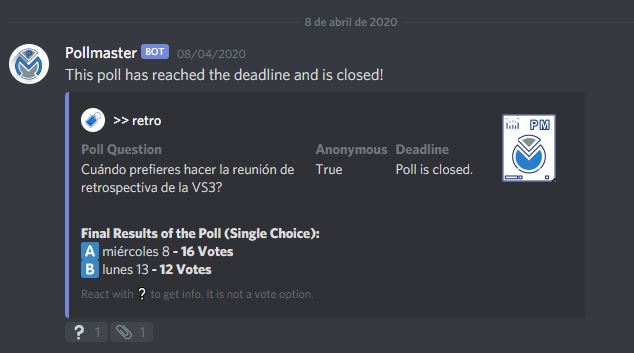 8 de abril de 2020
Pollmaster BOT 08/04/2020
This poll has reached the deadline and is closed!
>> retro
PM
Poll Question Anonymous Deadline
Cuándo prefieres hacer la reunión de True Poll is closed.
retrospectiva de la VS3?
Final Results of the Poll (Single Choice):
A miércoles 8 - 16 Votes
B lunes 13 - 12 Votes
React with ? to get info. It is not a vote option.
? 1 1